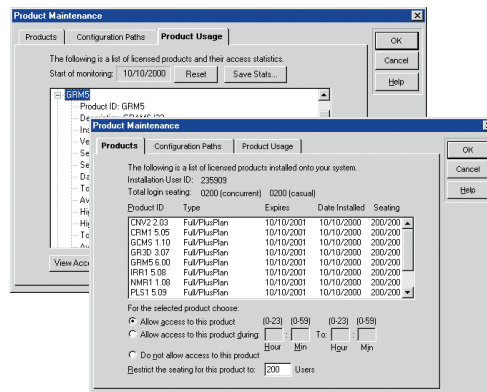 Product Maintenance
Products Configuration Paths Product Usage
OK
Cancel
Help
The following is a list of licensed products and their access statistics.
Start of monitoring: 10/10/2000 Reset Save Stats...
GRM5
Product ID: GRM5
Product Maintenance
Products Configuration Paths Product Usage
OK
Cancel
Help
The following is a list of licensed products installed onto your system.
Installation User ID: 235909
Total login seating: 0200 (concurrent) 0200 (casual)
Product ID Type Expires Date Installed Seating
CNV2 2.03 Full/PlusPlan 10/10/2001 10/10/2000 200/200
CRM1 5.05 Full/PlusPlan 10/10/2001 10/10/2000 200/200
GCMS 1.10 Full/PlusPlan 10/10/2001 10/10/2000 200/200
GR3D 3.07 Full/PlusPlan 10/10/2001 10/10/2000 200/200
GRM5 6.00 Full/PlusPlan 10/10/2001 10/10/2000 200/200
IRR1 5.08 Full/PlusPlan 10/10/2001 10/10/2000 200/200
NMR1 1.08 Full/PlusPlan 10/10/2001 10/10/2000 200/200
PLS1 5.09 Full/PlusPlan 10/10/2001 10/10/2000 200/200
For the selected product choose:
Allow access to this product (0-23) (0-59) (0-23) (0-59)
Allow access to this product during: : To: :
Hour Min Hour Min
Do not allow access to this product
Restrict the seating for this product to: 200 Users
View Acce